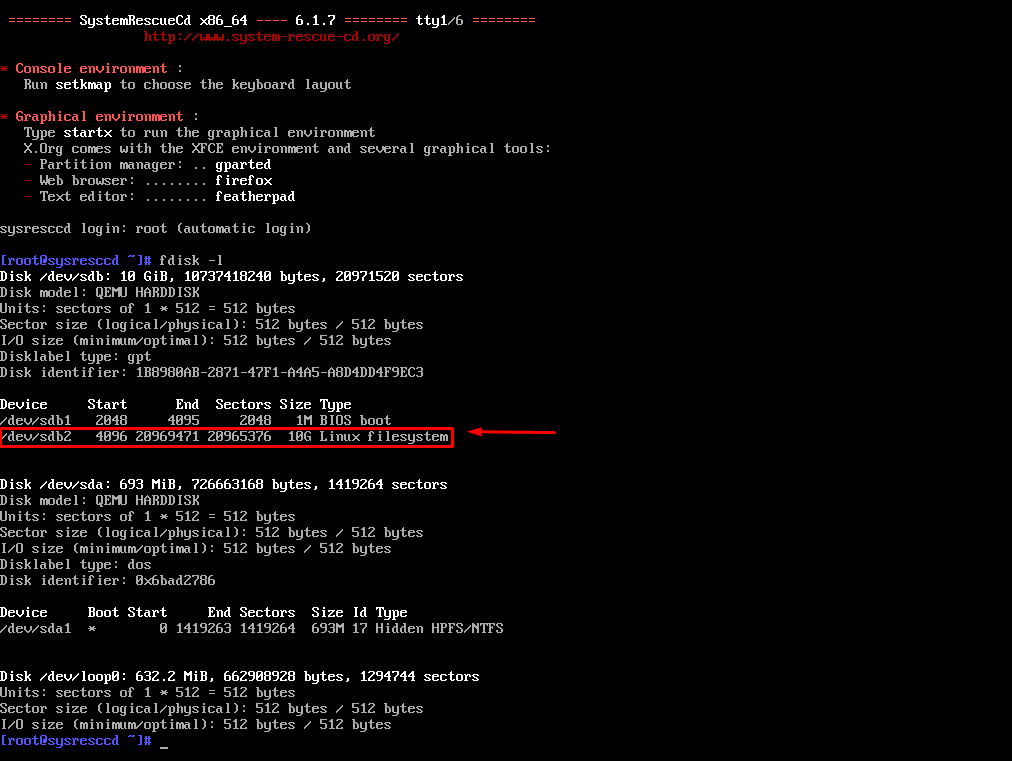 ======== SystemRescueCd x86_64 ---- 6.1.7 ======== tty1/6 ========
http://www.system-rescue-cd.org/
* Console environment :
Run setkmap to choose the keyboard layout
* Graphical environment :
Type startx to run the graphical environment
X.Org comes with the XFCE environment and several graphical tools:
- Partition manager: .. gparted
- Web browser: ........ firefox
- Text editor: ........ featherpad
sysresccd login: root (automatic login)
[root@sysresccd ~]# fdisk -l
Disk /dev/sdb: 10 GiB, 10737418240 bytes, 20971520 sectors
Disk model: QEMU HARDDISK
Units: sectors of 1 * 512 = 512 bytes
Sector size (logical/physical): 512 bytes / 512 bytes
I/O size (minimum/optimal): 512 bytes / 512 bytes
Disklabel type: gpt
Disk identifier: 1B8980AB-2871-47F1-A4A5-A8D4DD4F9EC3
Device     Start      End  Sectors Size Type
/dev/sdb1   2048     4095     2048   1M BIOS boot
/dev/sdb2   4096 20969471 20965376  10G Linux filesystem
Disk /dev/sda: 693 MiB, 726663168 bytes, 1419264 sectors
Disk model: QEMU HARDDISK
Units: sectors of 1 * 512 = 512 bytes
Sector size (logical/physical): 512 bytes / 512 bytes
I/O size (minimum/optimal): 512 bytes / 512 bytes
Disklabel type: dos
Disk identifier: 0x6bad2786
Device     Boot Start     End Sectors  Size Id Type
/dev/sda1  *        0 1419263 1419264  693M 17 Hidden HPFS/NTFS
Disk /dev/loop0: 632.2 MiB, 662908928 bytes, 1294744 sectors
Units: sectors of 1 * 512 = 512 bytes
Sector size (logical/physical): 512 bytes / 512 bytes
I/O size (minimum/optimal): 512 bytes / 512 bytes
[root@sysresccd ~]# _